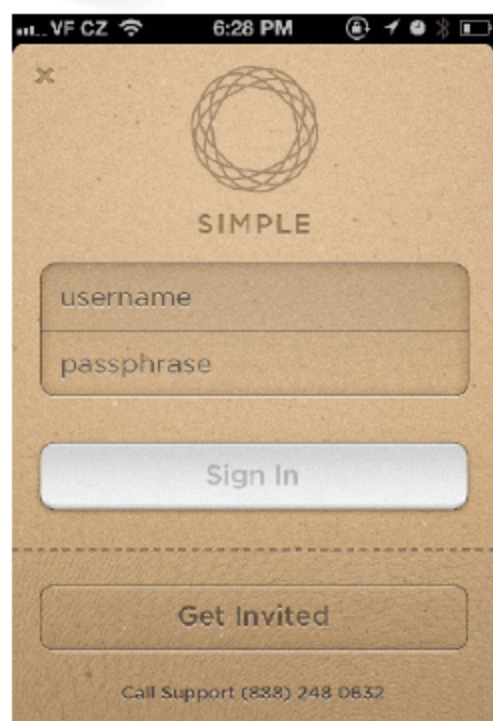 VF CZ 6:28 PM
SIMPLE
username
passphrase
Sign In
Get Invited
Call Support (888) 248 0632